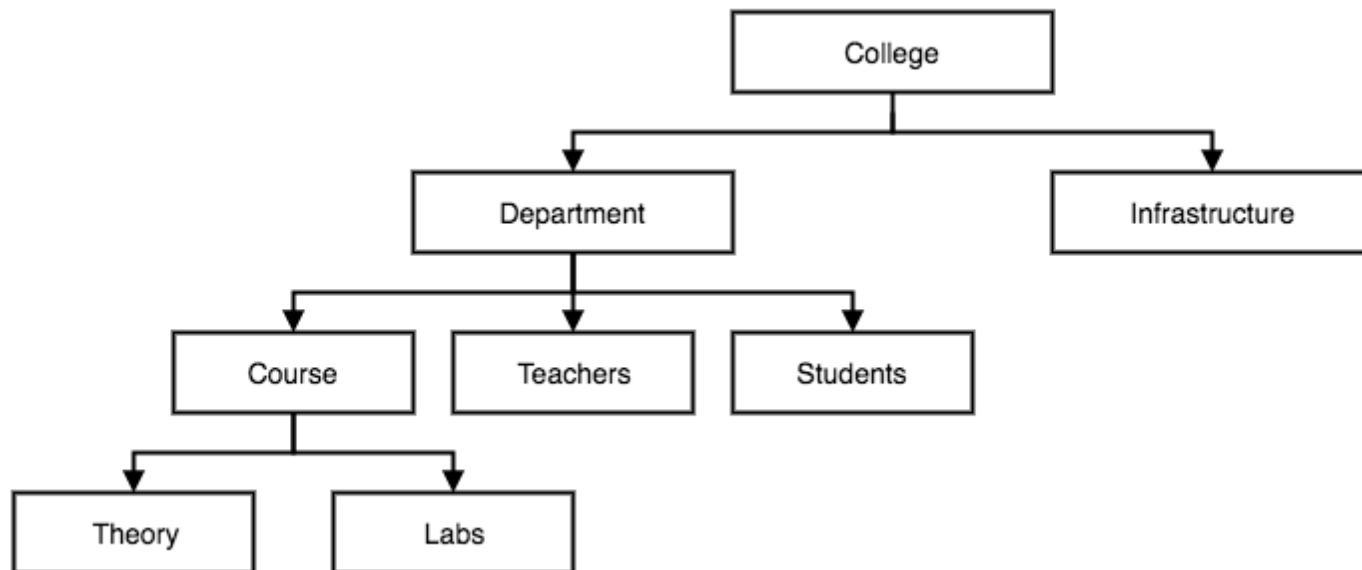 College
Department
Infrastructure
Course
Teachers
Students
Theory
Labs